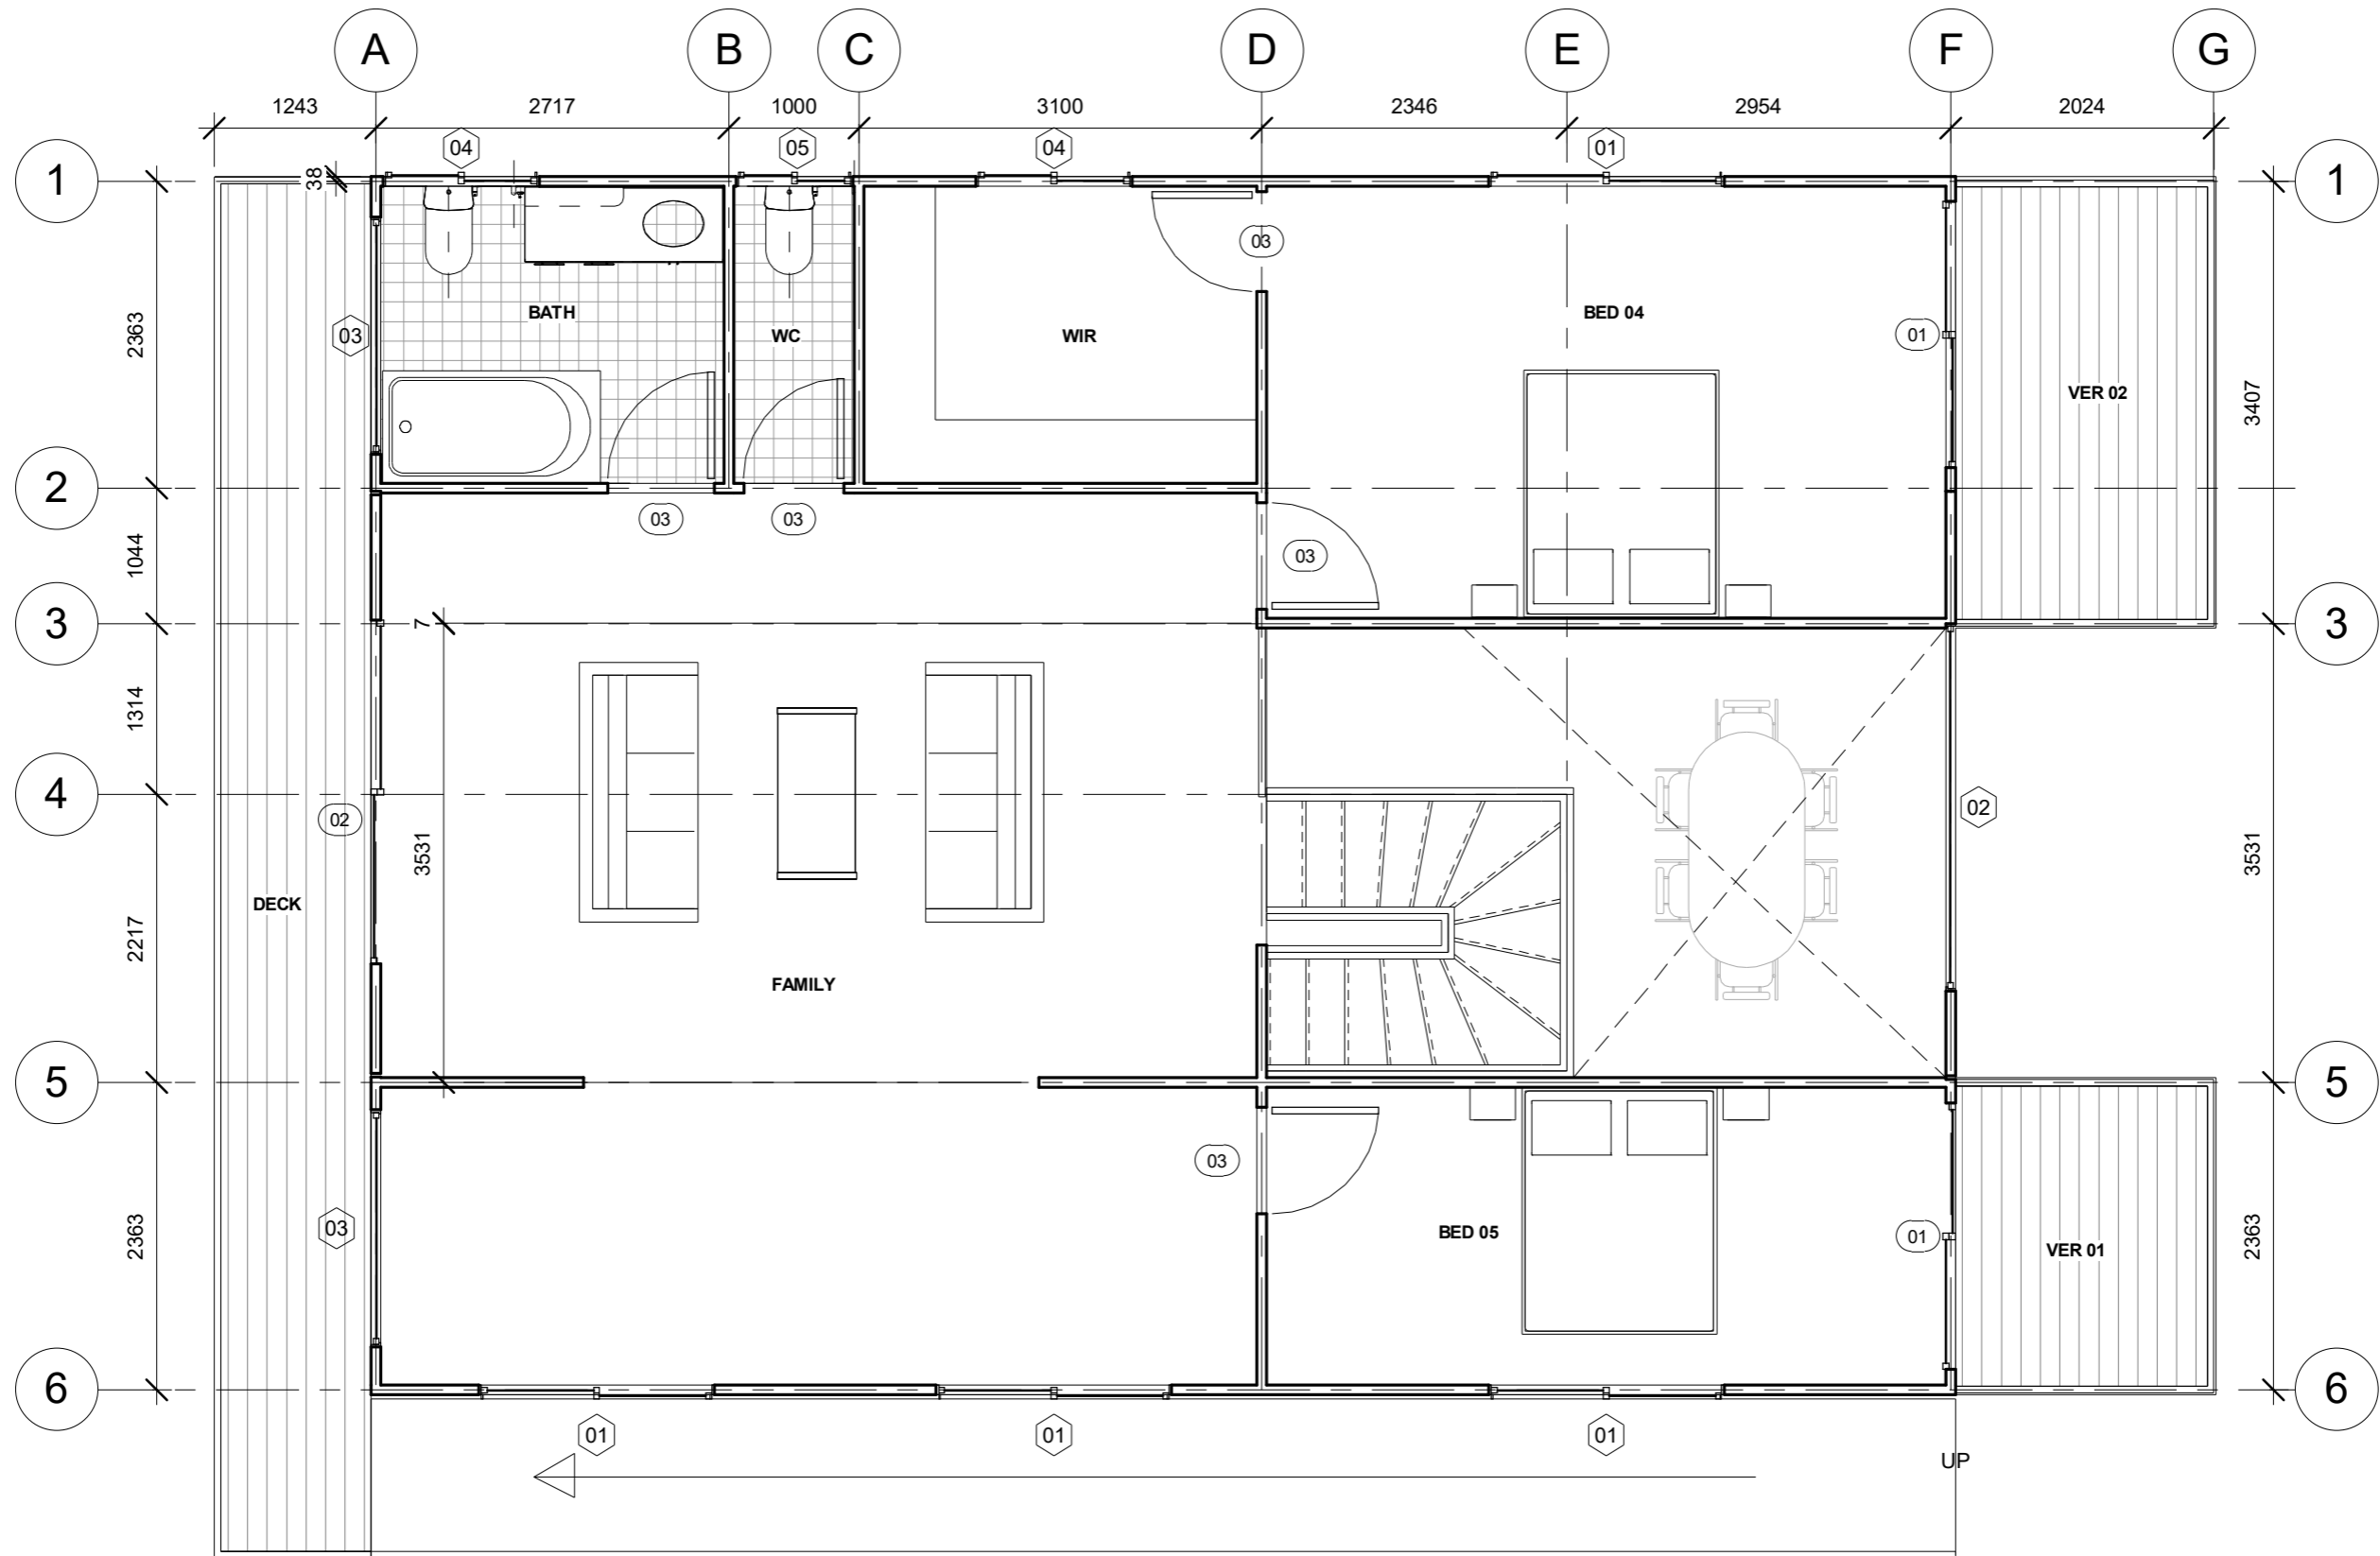 A B C D E F G
1243 2717 1000 3100 2346 2954 2024
04 05 04 01
1 38 1
03
2363 BATH WC WIR BED 04 03 01
VER 02
3407
2
03 03 03
1044
3 7 3
1314
4
02 02
3531 3531
DECK
2217
FAMILY
5 5
03
2363 03 BED 05 01 VER 01 2363
6 6
01 01 01
UP